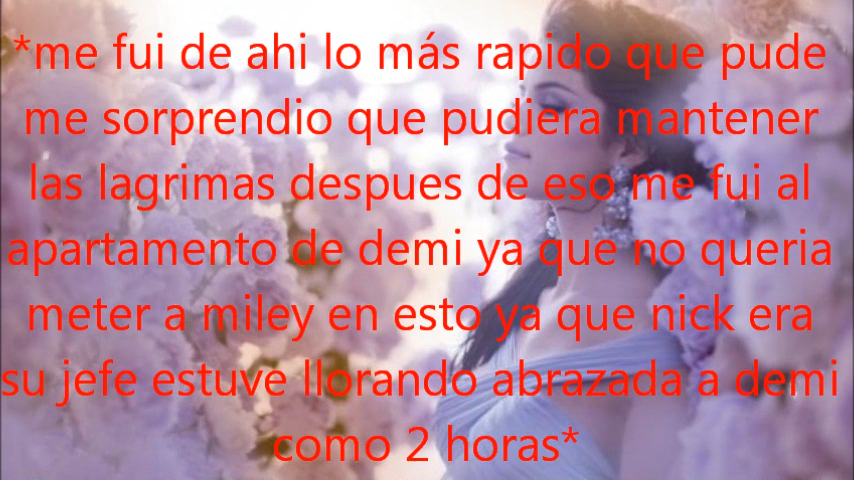 *me fui de ahi lo más rapido que pude
me sorprendio que pudiera mantener
las lagrimas despues de eso me fui al
apartamento de demi ya que no queria
meter a miley en esto ya que nick era
su jefe estuve llorando abrazada a demi
como 2 horas*